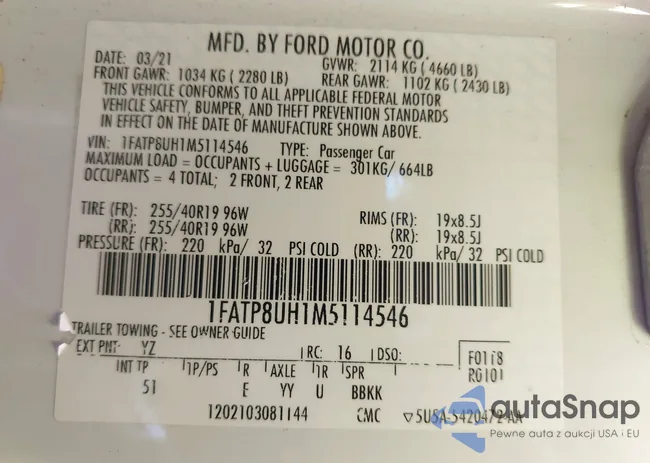 MFD. BY FORD MOTOR CO.
DATE: 03/21 GVWR: 2114 KG ( 4660 LB)
FRONT GAWR: 1034 KG ( 2280 LB) REAR GAWR: 1102 KG ( 2430 LB)
THIS VEHICLE CONFORMS TO ALL APPLICABLE FEDERAL MOTOR
VEHICLE SAFETY, BUMPER, AND THEFT PREVENTION STANDARDS
IN EFFECT ON THE DATE OF MANUFACTURE SHOWN ABOVE.
VIN: 1FATP8UH1M5114546 TYPE: Passenger Car
MAXIMUM LOAD = OCCUPANTS + LUGGAGE = 301KG/ 664LB
OCCUPANTS = 4 TOTAL; 2 FRONT, 2 REAR
TIRE (FR): 255/40R19 96W RIMS (FR): 19x8.5J
(RR): 255/40R19 96W (RR): 19x8.5J
PRESSURE (FR): 220 kPa/ 32 PSI COLD (RR): 220 kPa/ 32 PSI COLD
1FATP8UH1M5114546
TRAILER TOWING - SEE OWNER GUIDE
EXT PNT: YZ RC: 16 DSO: F0118
INT TP TP/PS R AXLE TR SPR R0101
51 E YY U BBKK
1202103081144 CMC ▽5U5A-5420472-AA
autaSnap
Pewne auta z aukcji USA i EU